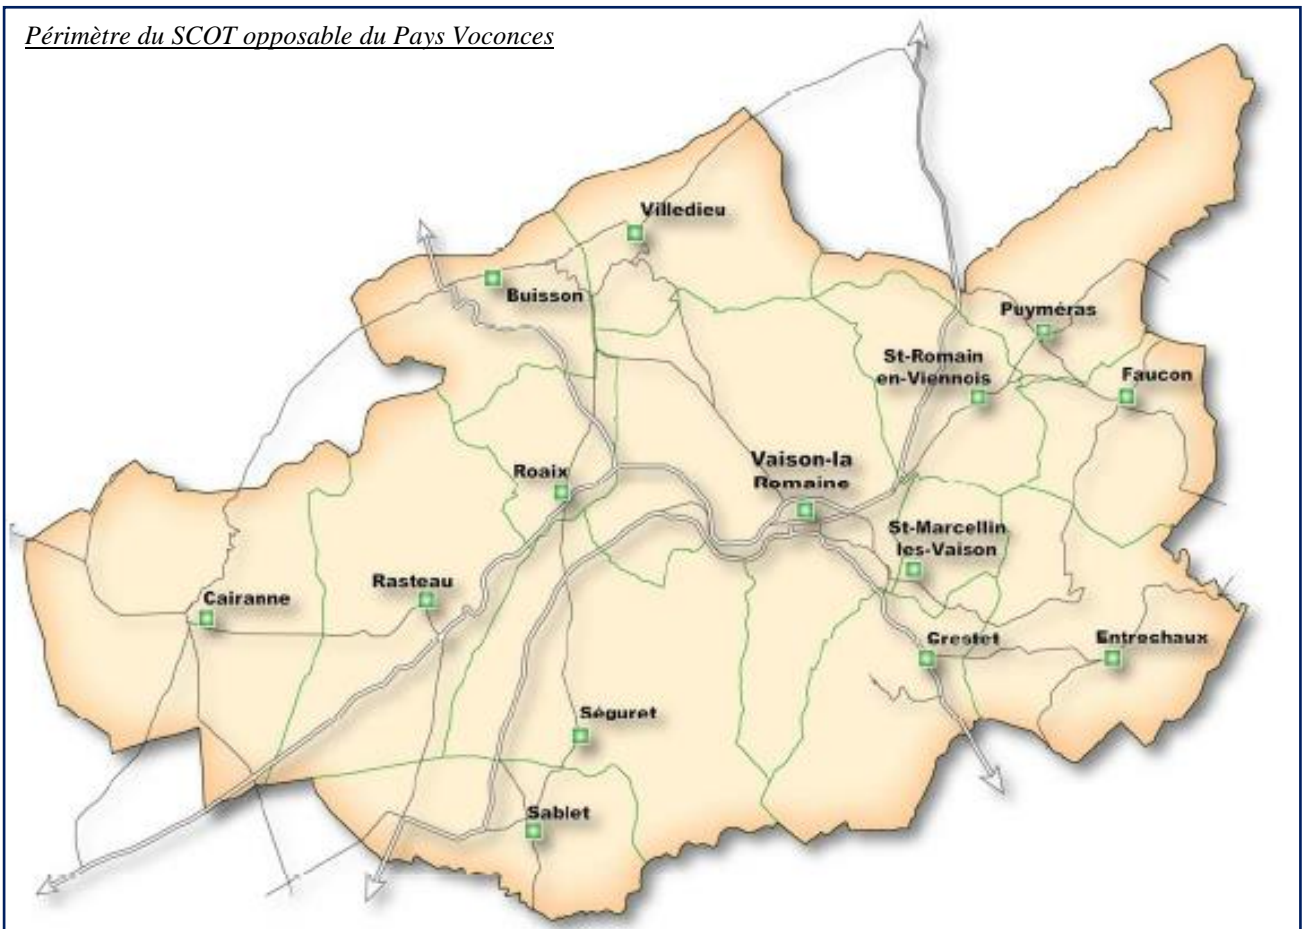 Périmètre du SCOT opposable du Pays Voconces
Villedieu
Buisson
Puyméras
St-Romain
en-Viennois
Faucon
Vaison-la
Romaine
Roaix
St-Marcellin
les-Vaison
Rasteau
Cairanne
Crestet
Entrechaux
Séguret
Sablet